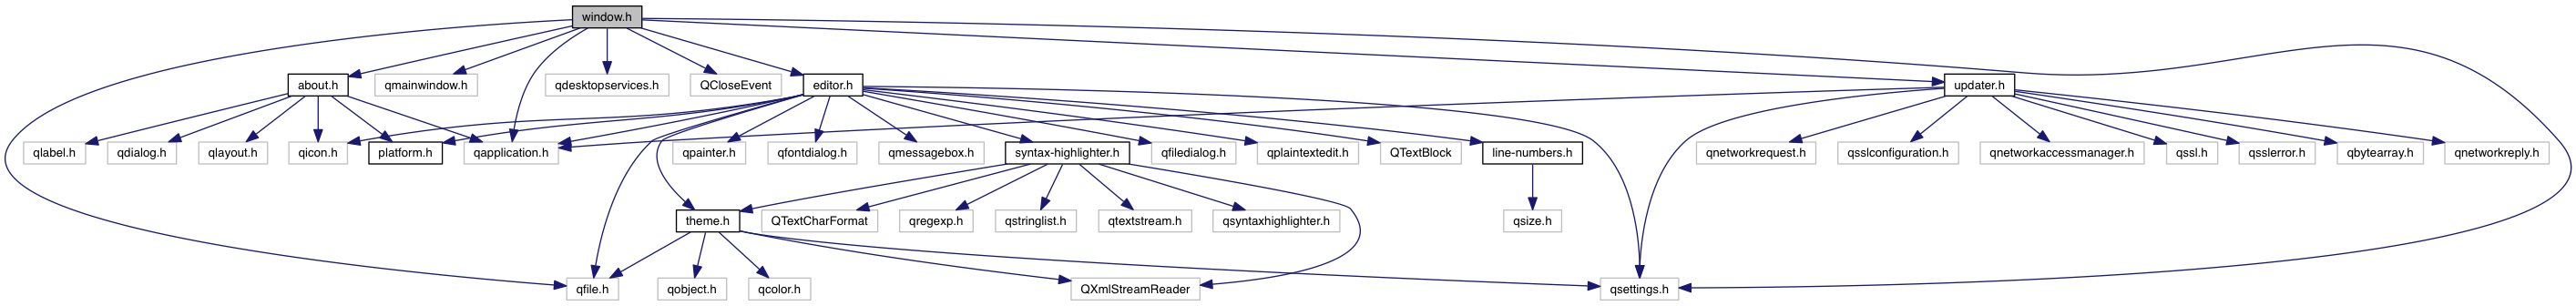 window.h
about.h
qmainwindow.h
qdesktopservices.h
QCloseEvent
editor.h
updater.h
qlabel.h
qdialog.h
qlayout.h
qicon.h
platform.h
qapplication.h
qpainter.h
qfontdialog.h
qmessagebox.h
syntax-highlighter.h
qfiledialog.h
qplaintextedit.h
QTextBlock
line-numbers.h
qnetworkrequest.h
qsslconfiguration.h
qnetworkaccessmanager.h
qssl.h
qsslerror.h
qbytearray.h
qnetworkreply.h
theme.h
QTextCharFormat
qregexp.h
qstringlist.h
qtextstream.h
qsyntaxhighlighter.h
qsize.h
qfile.h
qobject.h
qcolor.h
QXmlStreamReader
qsettings.h